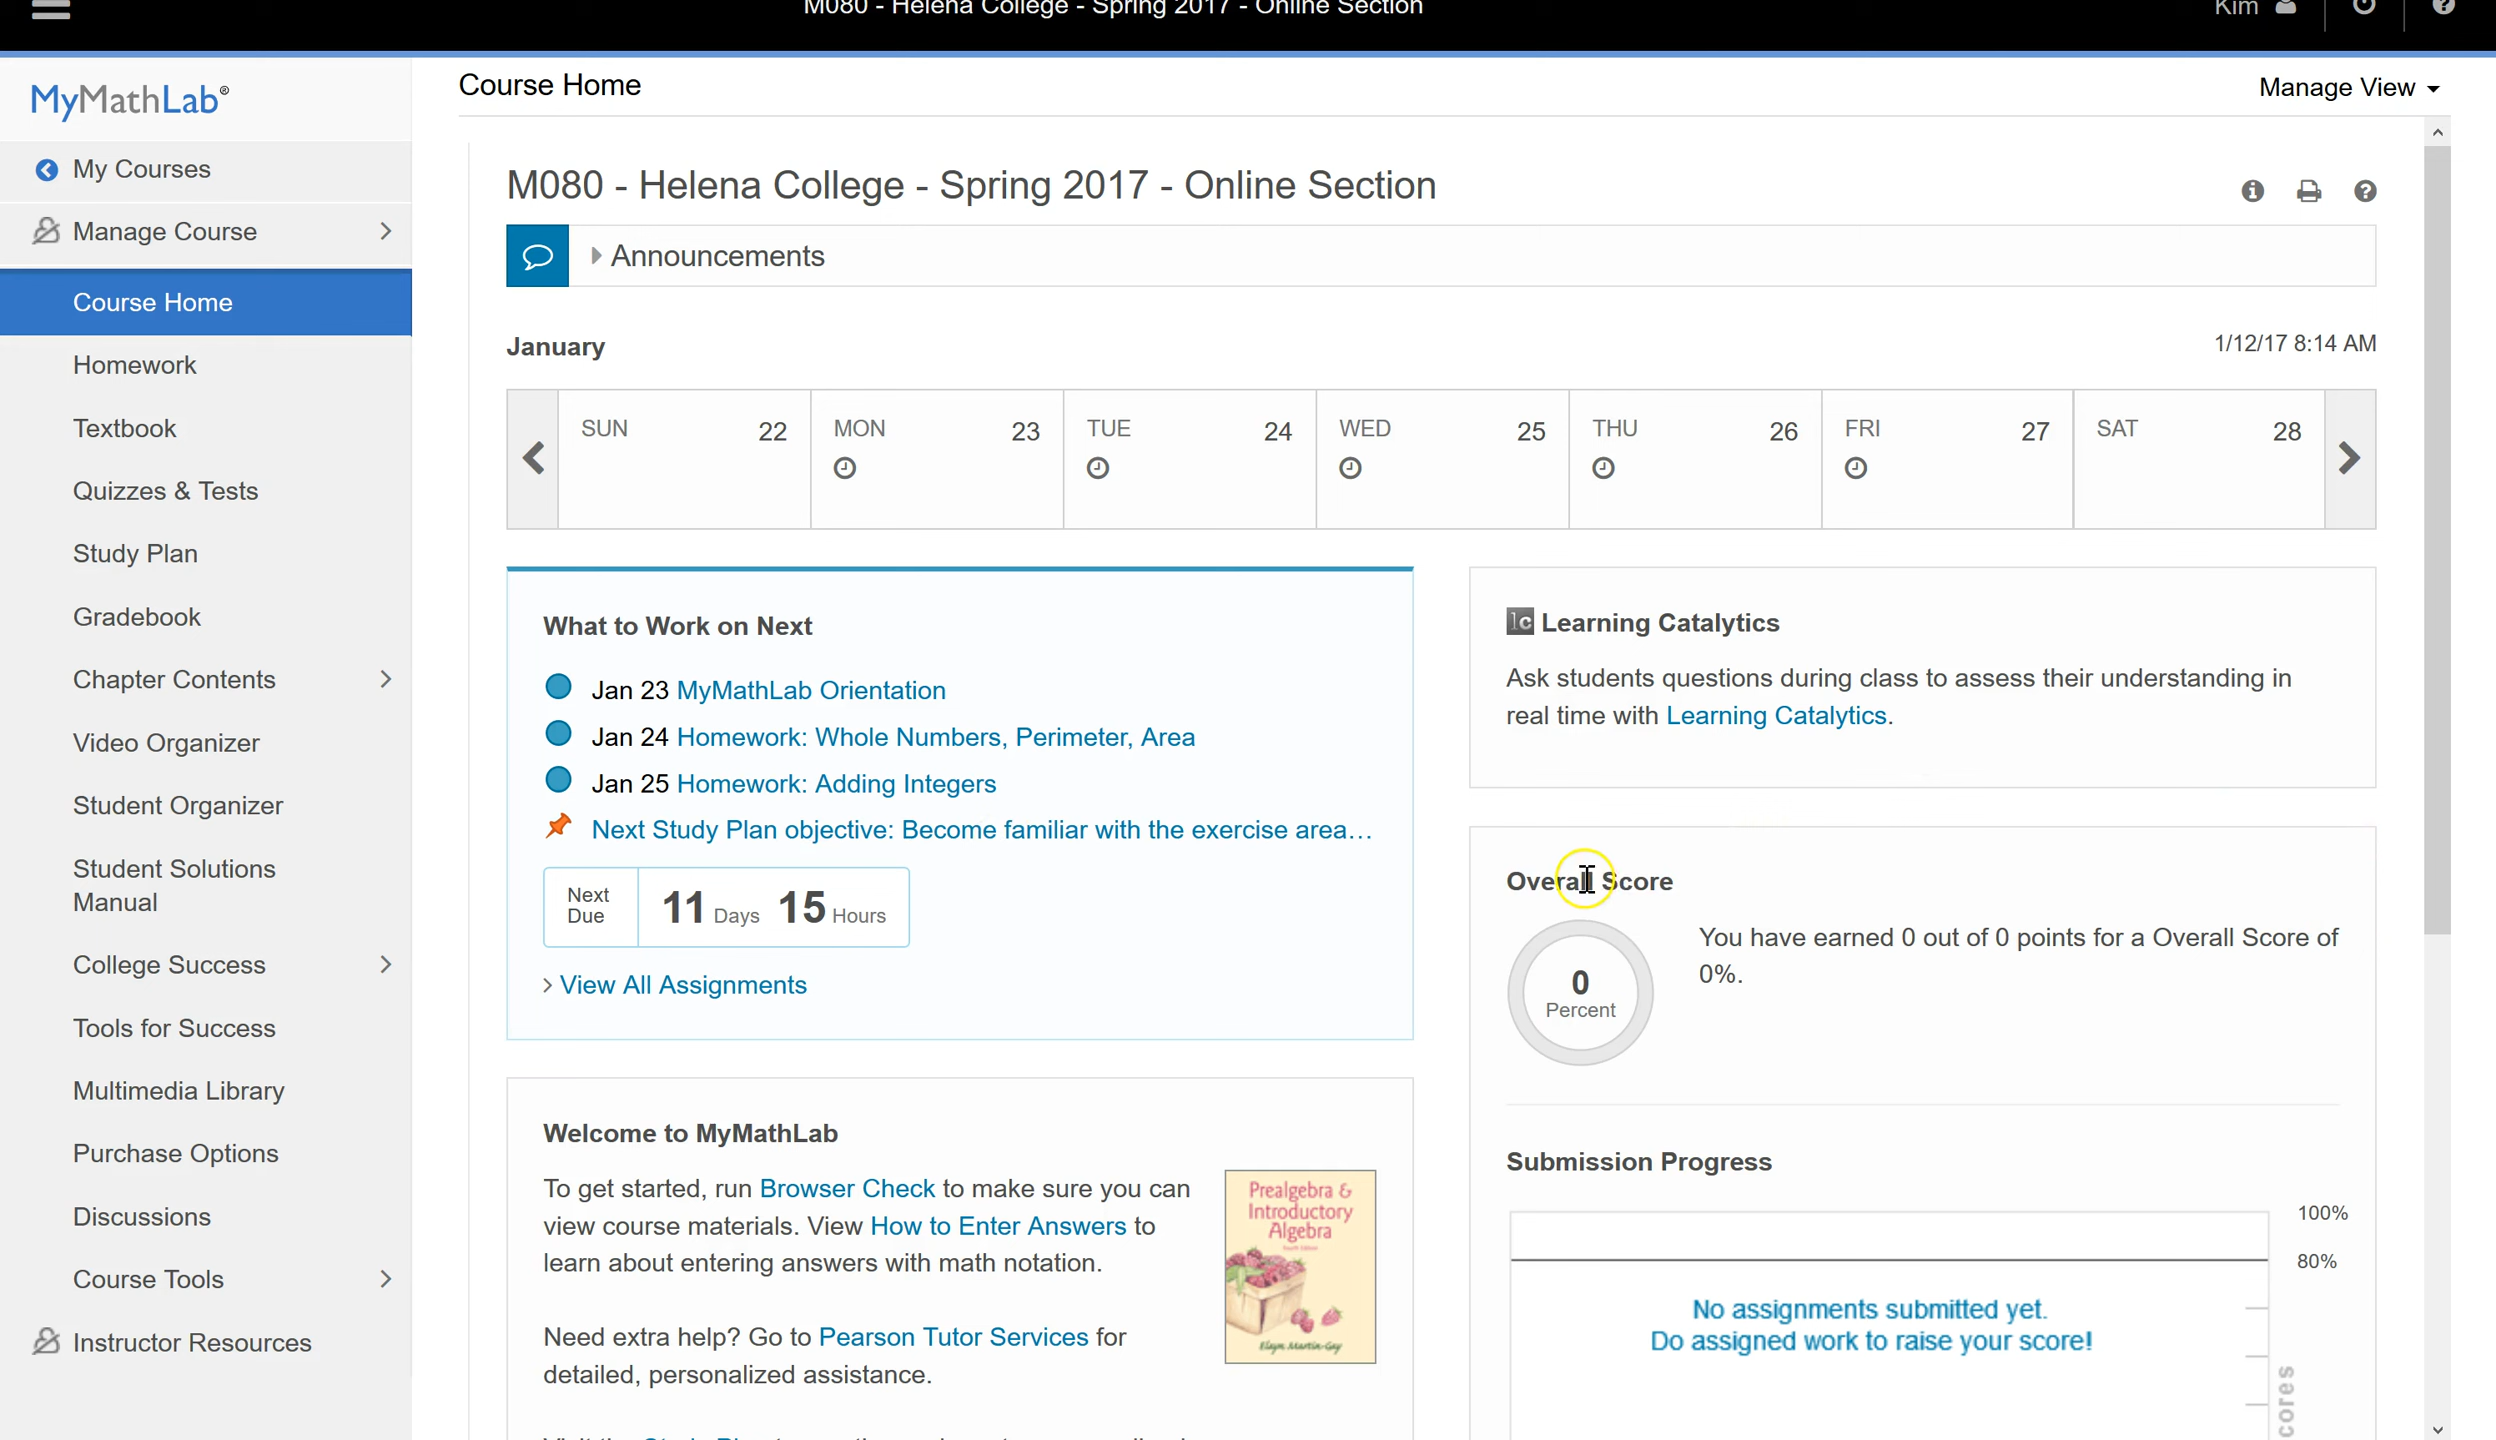 M080 - Helena College - Spring 2017 - Online Section
Kim
MyMathLab®
My Courses
Manage Course
Course Home
Homework
Textbook
Quizzes & Tests
Study Plan
Gradebook
Chapter Contents
Video Organizer
Student Organizer
Student Solutions
Manual
College Success
Tools for Success
Multimedia Library
Purchase Options
Discussions
Course Tools
Instructor Resources
Course Home
Manage View
M080 - Helena College - Spring 2017 - Online Section
Announcements
January
1/12/17 8:14 AM
SUN 22
MON 23
TUE 24
WED 25
THU 26
FRI 27
SAT 28
What to Work on Next
Jan 23 MyMathLab Orientation
Jan 24 Homework: Whole Numbers, Perimeter, Area
Jan 25 Homework: Adding Integers
Next Study Plan objective: Become familiar with the exercise area...
Next
Due
11 Days 15 Hours
> View All Assignments
Welcome to MyMathLab
To get started, run Browser Check to make sure you can
view course materials. View How to Enter Answers to
learn about entering answers with math notation.
Need extra help? Go to Pearson Tutor Services for
detailed, personalized assistance.
Prealgebra &
Introductory
Algebra
Elayn Martin-Gay
lc Learning Catalytics
Ask students questions during class to assess their understanding in
real time with Learning Catalytics.
Overall Score
0
Percent
You have earned 0 out of 0 points for a Overall Score of
0%.
Submission Progress
100%
80%
No assignments submitted yet.
Do assigned work to raise your score!
cores